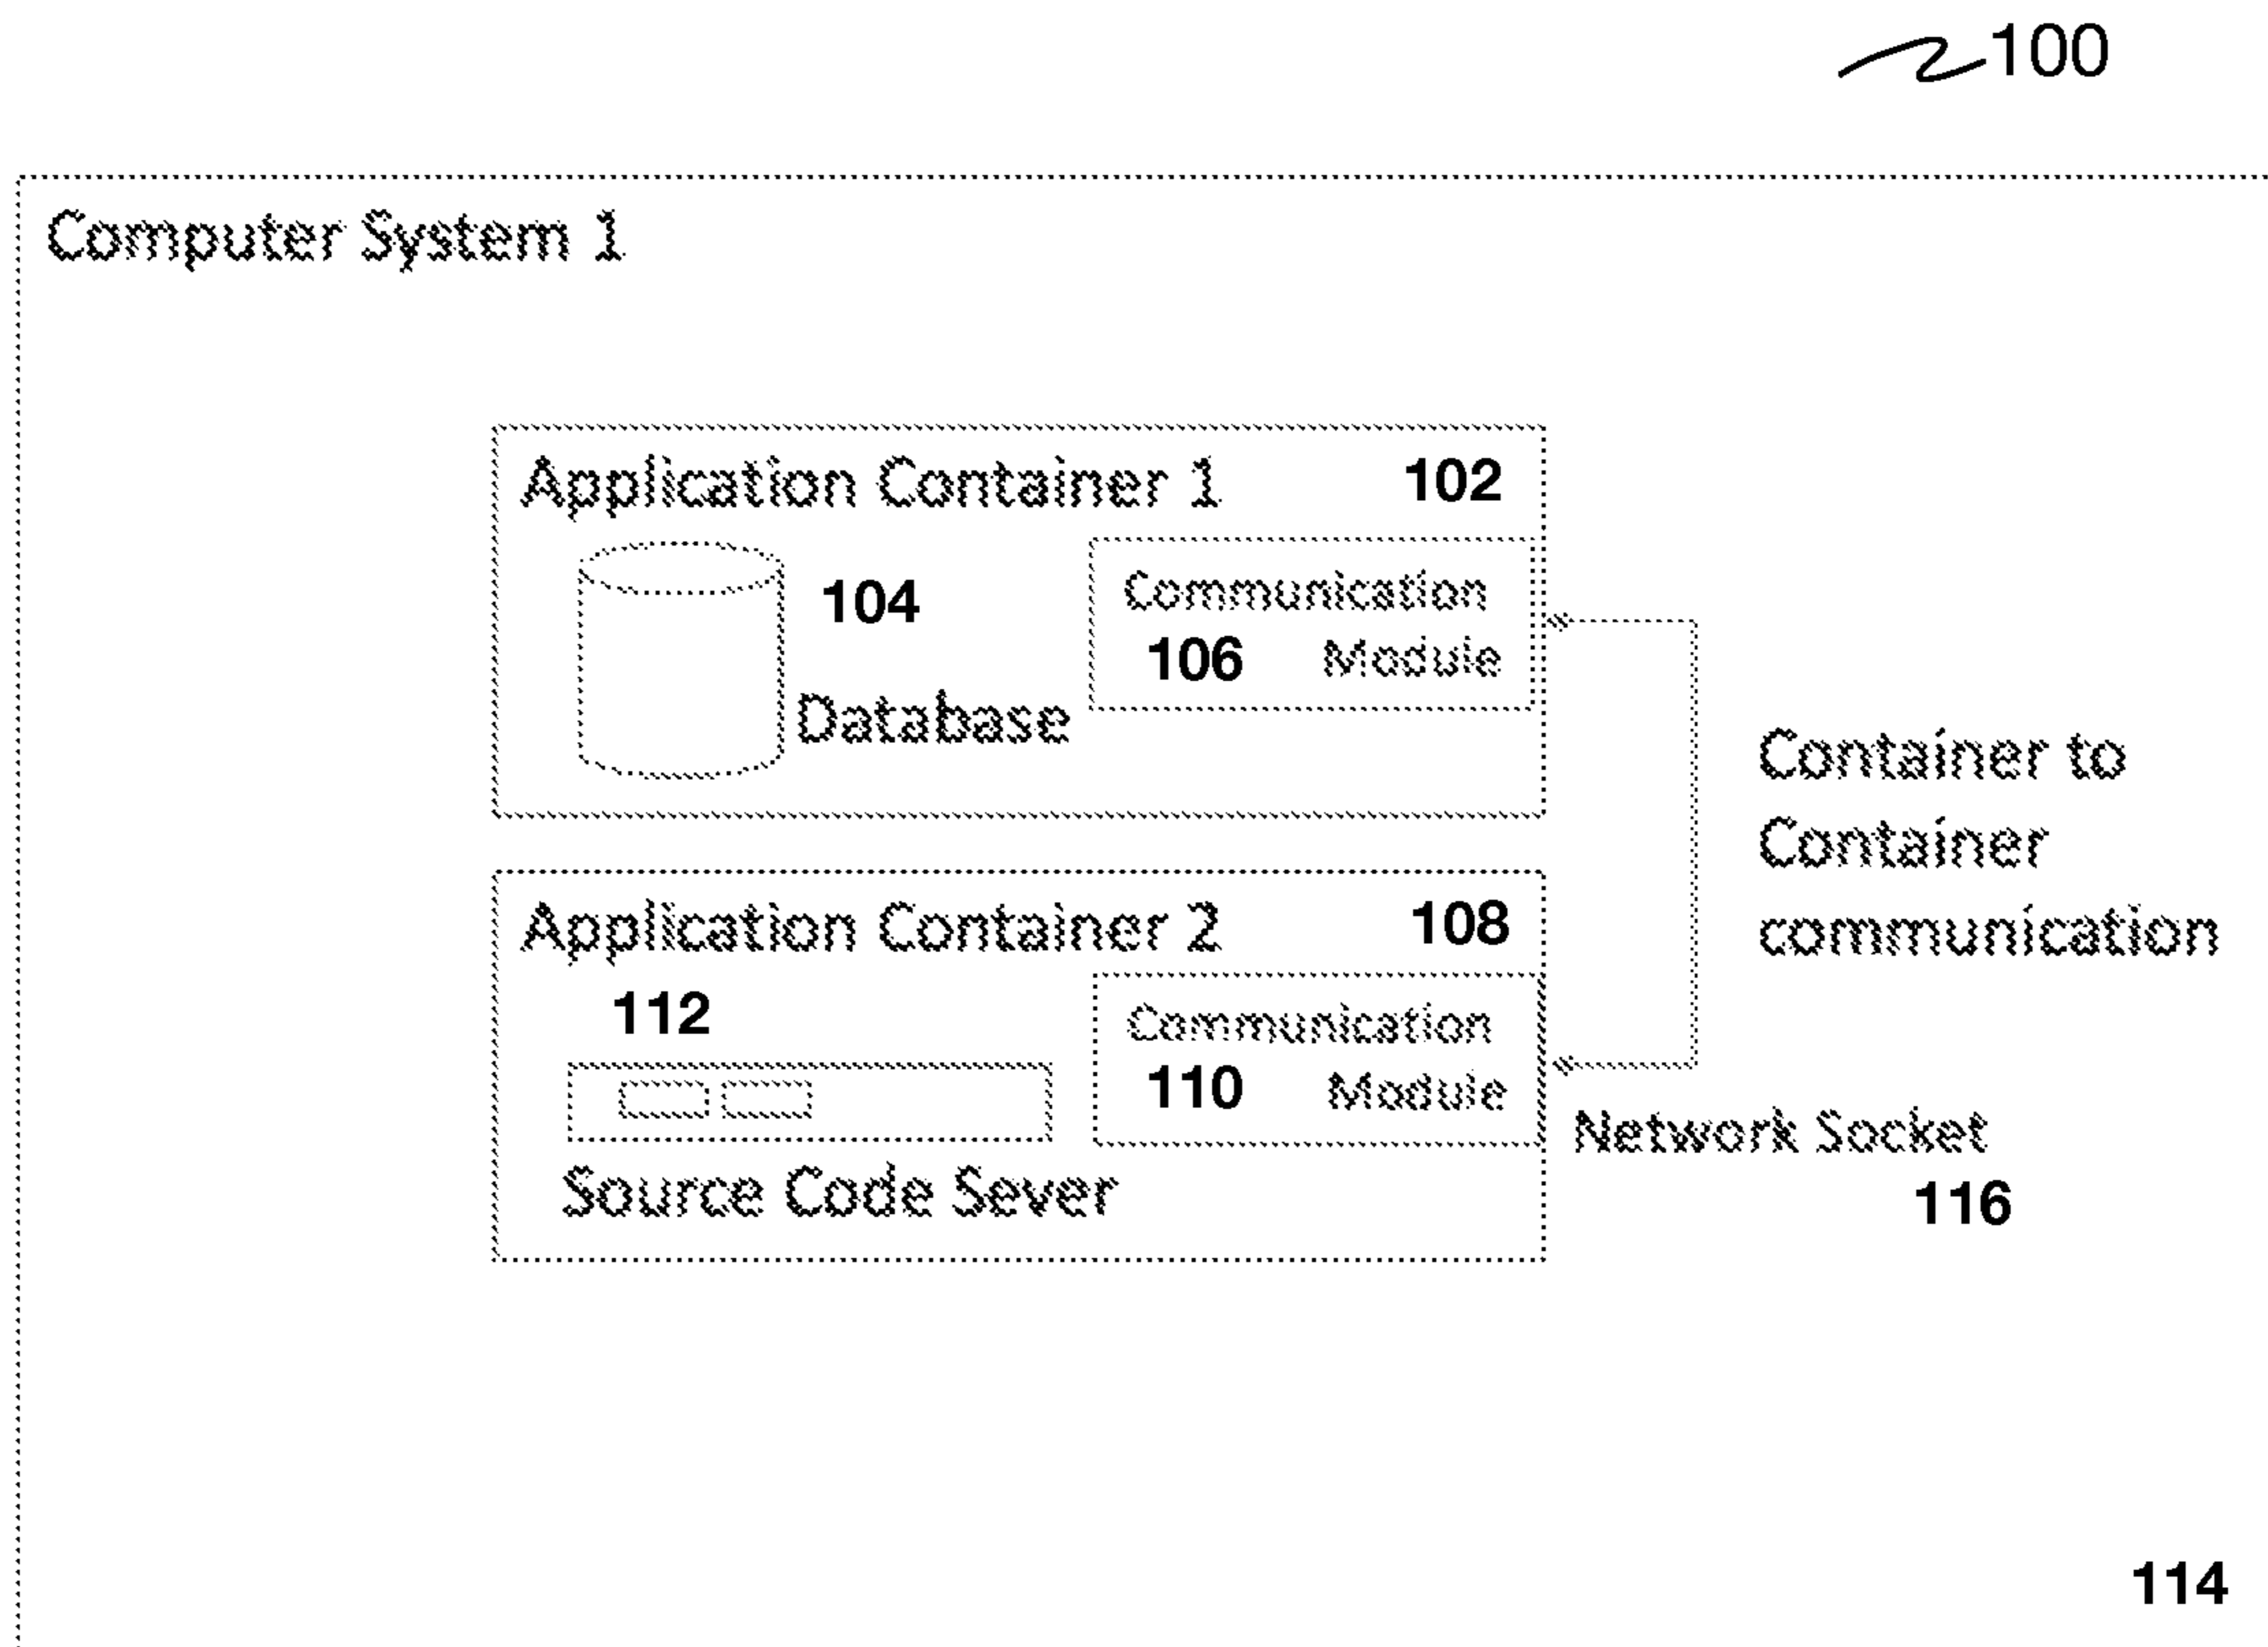 100
Computer System 1
Application Container 1 102
104
Communication
106 Module
Database
Container to
Container
communication
Application Container 2 108
112
Communication
110 Module
Source Code Sever
Network Socket
116
114